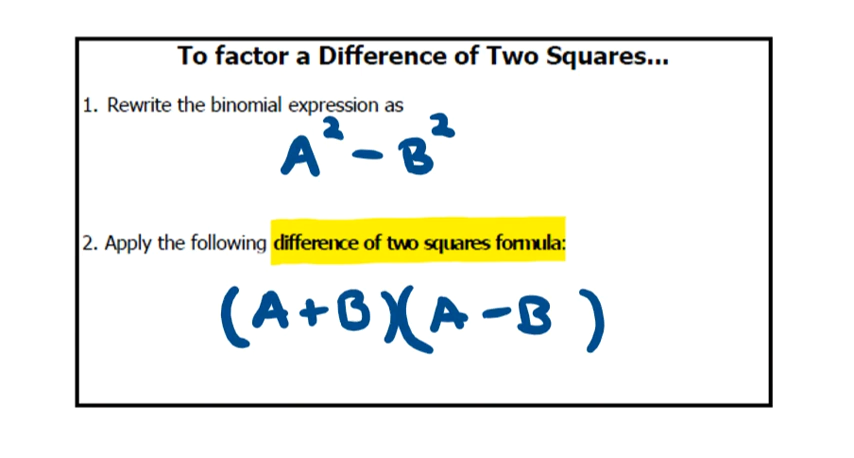 To factor a Difference of Two Squares...
1. Rewrite the binomial expression as
A² - B²
2. Apply the following difference of two squares formula:
(A+B)(A-B)